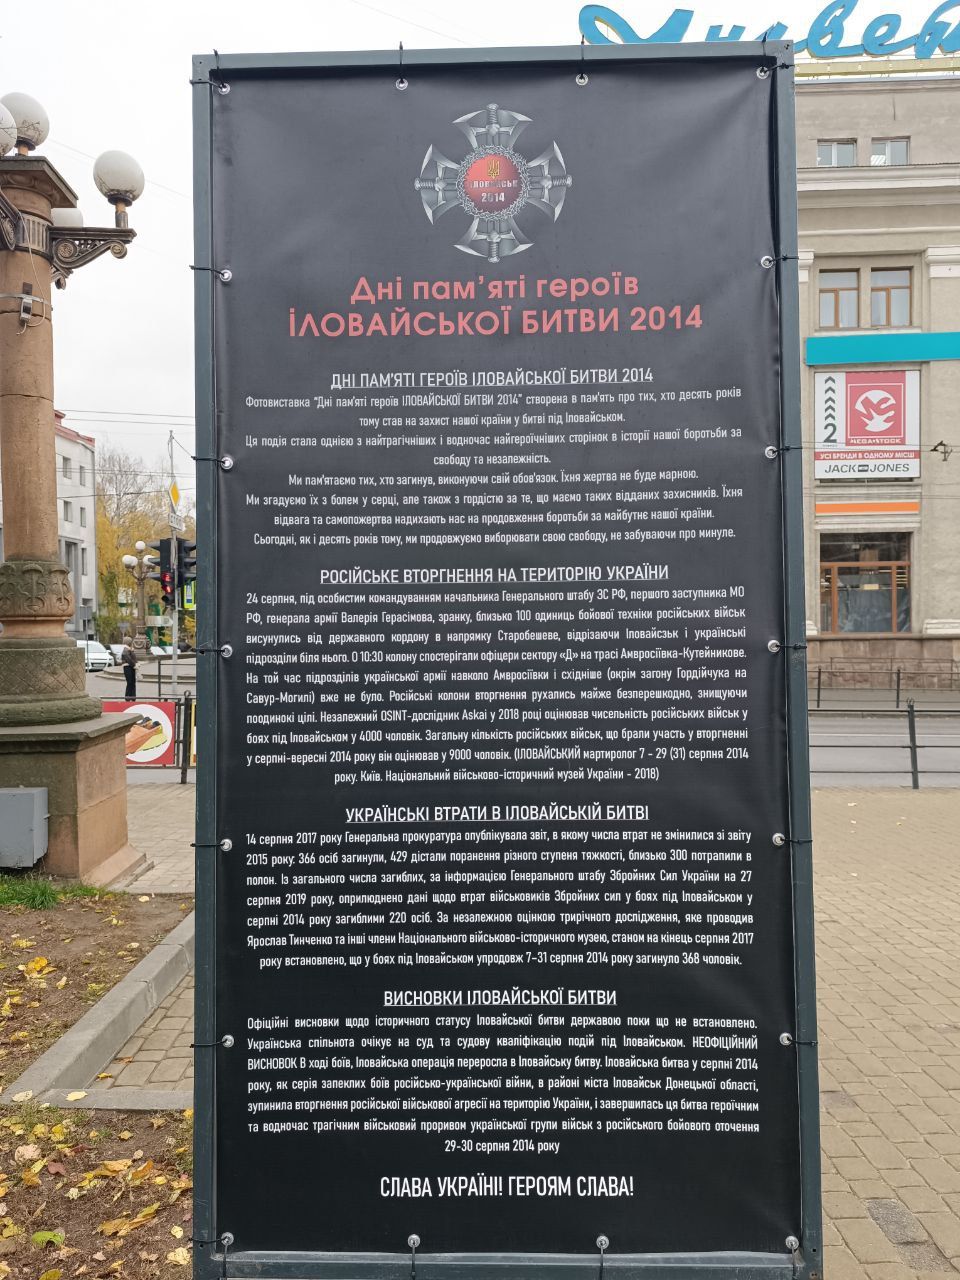 Універ
ІЛОВАЙСЬК
2014
Дні пам'яті героїв
ІЛОВАЙСЬКОЇ БИТВИ 2014
ДНІ ПАМ'ЯТІ ГЕРОЇВ ІЛОВАЙСЬКОЇ БИТВИ 2014
Фотовиставка "Дні пам'яті героїв ІЛОВАЙСЬКОЇ БИТВИ 2014" створена в пам'ять про тих, хто десять років
тому став на захист нашої країни у битві під Іловайськом.
Ця подія стала однією з найтрагічніших і водночас найгероїчніших сторінок в історії нашої боротьби за
свободу та незалежність.
Ми пам'ятаємо тих, хто загинув, виконуючи свій обов'язок. Їхня жертва не буде марною.
Ми згадуємо їх з болем у серці, але також з гордістю за те, що маємо таких відданих захисників. Їхня
відвага та самопожертва надихають нас на продовження боротьби за майбутнє нашої країни.
Сьогодні, як і десять років тому, ми продовжуємо виборювати свою свободу, не забуваючи про минуле.
РОСІЙСЬКЕ ВТОРГНЕННЯ НА ТЕРИТОРІЮ УКРАЇНИ
24 серпня, під особистим командуванням начальника Генерального штабу ЗС РФ, першого заступника МО
РФ, генерала армії Валерія Герасімова, зранку, близько 100 одиниць бойової техніки російських військ
висунулись від державного кордону в напрямку Старобешеве, відрізаючи Іловайськ і українські
підрозділи біля нього. О 10:30 колону спостерігали офіцери сектору «Д» на трасі Амвросіївка-Кутейникове.
На той час підрозділів української армії навколо Амвросіївки і східніше (окрім загону Гордійчука на
Савур-Могилі) вже не було. Російські колони вторгнення рухались майже безперешкодно, знищуючи
поодинокі цілі. Незалежний OSINT-дослідник Askai у 2018 році оцінював чисельність російських військ у
боях під Іловайськом у 4000 чоловік. Загальну кількість російських військ, що брали участь у вторгненні
у серпні-вересні 2014 року він оцінював у 9000 чоловік. (ІЛОВАЙСЬКИЙ мартиролог 7 - 29 (31) серпня 2014
року. Київ. Національний військово-історичний музей України - 2018)
УКРАЇНСЬКІ ВТРАТИ В ІЛОВАЙСЬКІЙ БИТВІ
14 серпня 2017 року Генеральна прокуратура опублікувала звіт, в якому числа втрат не змінилися зі звіту
2015 року: 366 осіб загинули, 429 дістали поранення різного ступеня тяжкості, близько 300 потрапили в
полон. Із загального числа загиблих, за інформацією Генерального штабу Збройних Сил України на 27
серпня 2019 року, оприлюднено дані щодо втрат військовиків Збройних сил у боях під Іловайськом у
серпні 2014 року загиблими 220 осіб. За незалежною оцінкою трирічного дослідження, яке проводив
Ярослав Тинченко та інші члени Національного військово-історичного музею, станом на кінець серпня 2017
року встановлено, що у боях під Іловайськом упродовж 7–31 серпня 2014 року загинуло 368 чоловік.
ВИСНОВКИ ІЛОВАЙСЬКОЇ БИТВИ
Офіційні висновки щодо історичного статусу Іловайської битви державою поки що не встановлено.
Українська спільнота очікує на суд та судову кваліфікацію подій під Іловайськом. НЕОФІЦІЙНИЙ
ВИСНОВОК В ході боїв, Іловайська операція переросла в Іловайську битву. Іловайська битва у серпні 2014
року, як серія запеклих боїв російсько-української війни, в районі міста Іловайськ Донецької області,
зупинила вторгнення російської військової агресії на територію України, і завершилась ця битва героїчним
та водночас трагічним військовий проривом української групи військ з російського бойового оточення
29-30 серпня 2014 року
СЛАВА УКРАЇНІ! ГЕРОЯМ СЛАВА!
2
MEGASTOCK
УСІ БРЕНДИ В ОДНОМУ МІСЦІ
JACK JONES